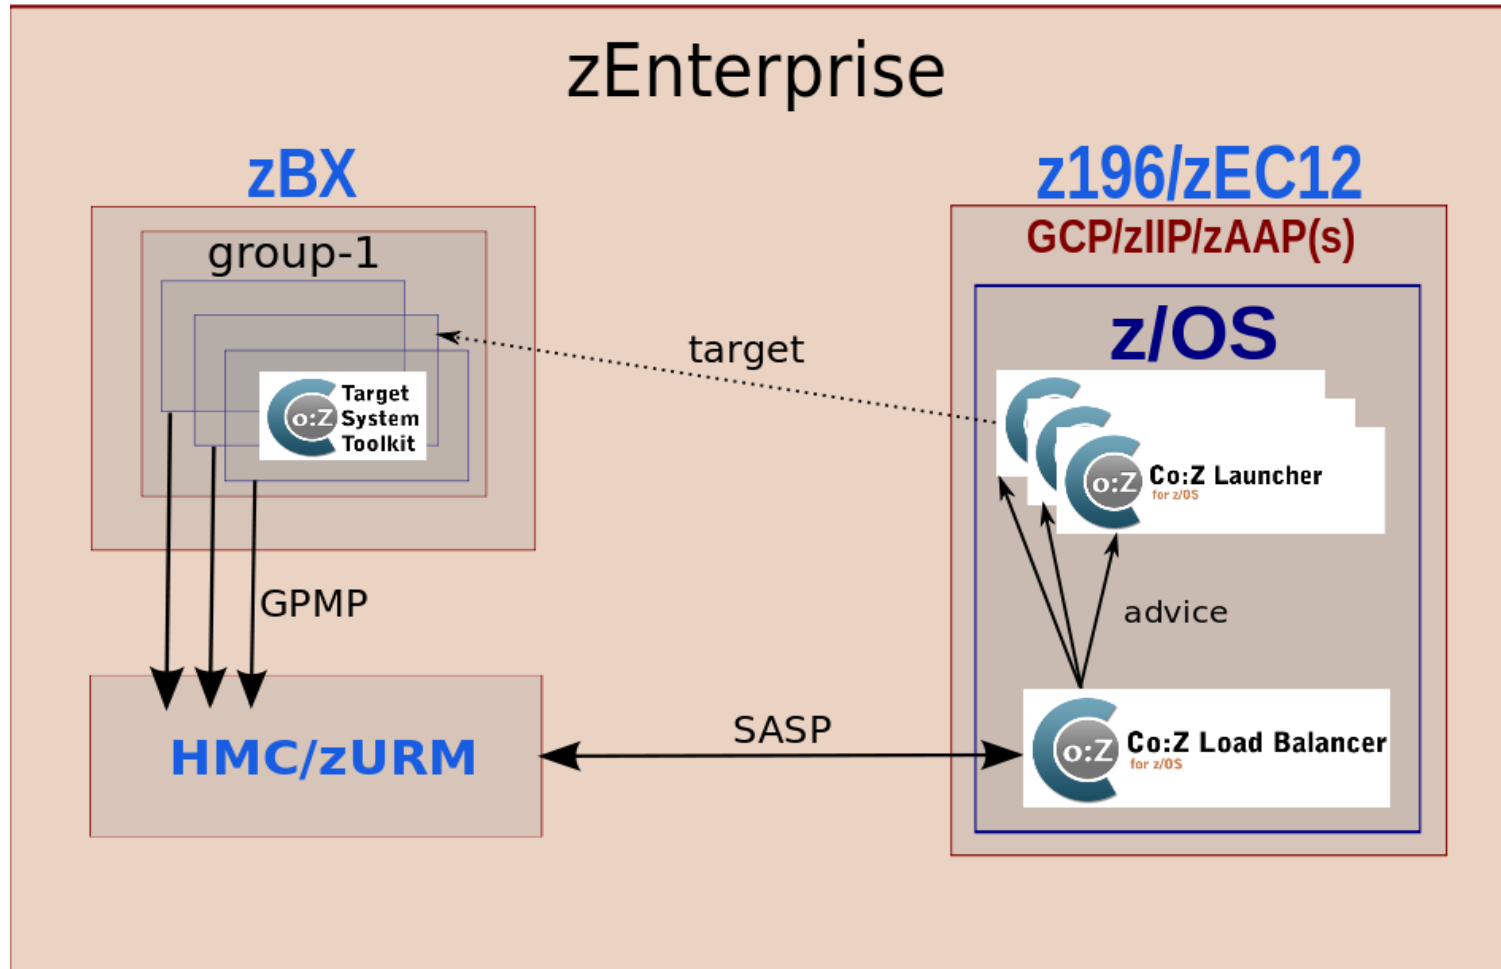 zEnterprise
zBX
z196/zEC12
GCP/zIIP/zAAP(s)
group-1
z/OS
target
o:Z
Target
System
Toolkit
o:Z
Co:Z Launcher
for z/OS
GPMP
advice
SASP
HMC/zURM
o:Z
Co:Z Load Balancer
for z/OS